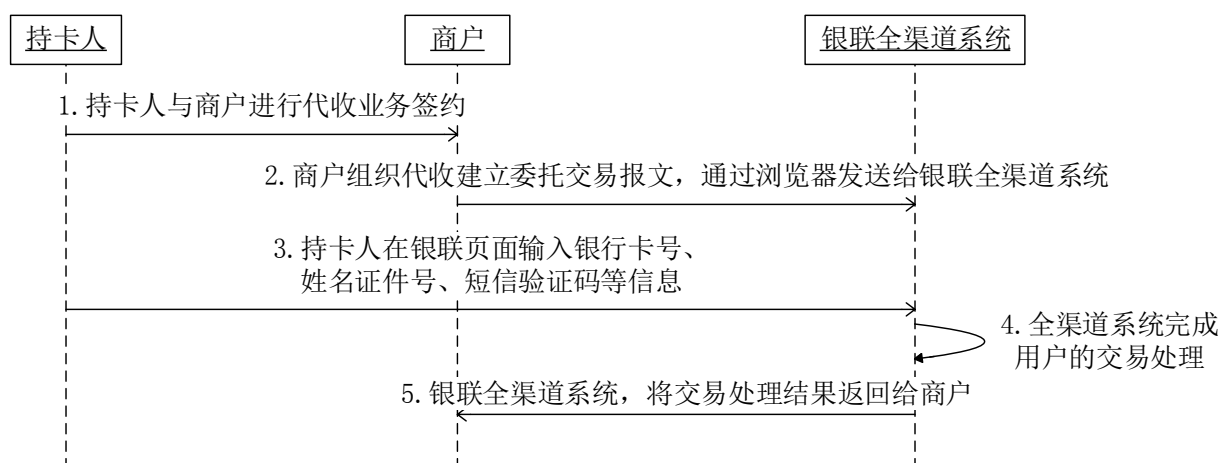 持卡人
商户
银联全渠道系统
1.持卡人与商户进行代收业务签约
2.商户组织代收建立委托交易报文，通过浏览器发送给银联全渠道系统
3.持卡人在银联页面输入银行卡号、
姓名证件号、短信验证码等信息
4.全渠道系统完成
用户的交易处理
5.银联全渠道系统，将交易处理结果返回给商户